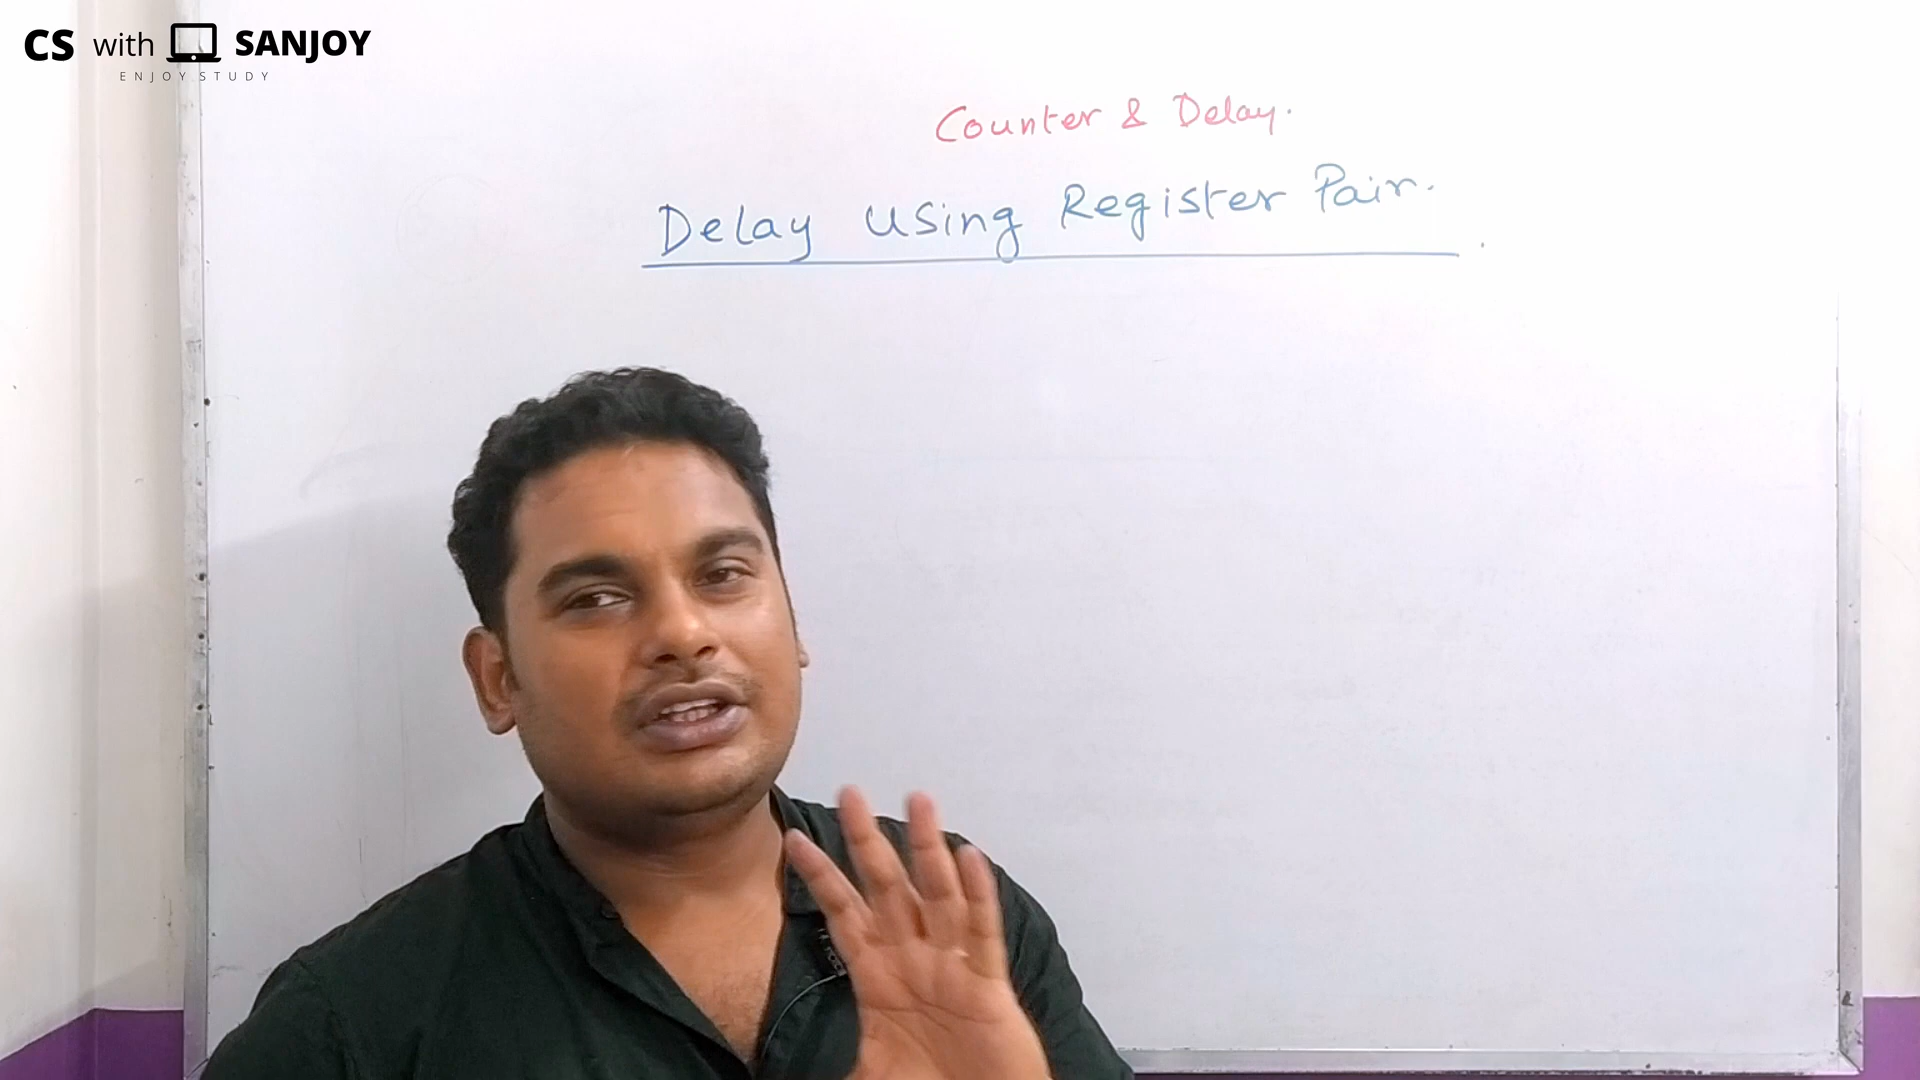 CS with SANJOY
ENJOY STUDY
Counter & Delay.
Delay Using Register Pair.